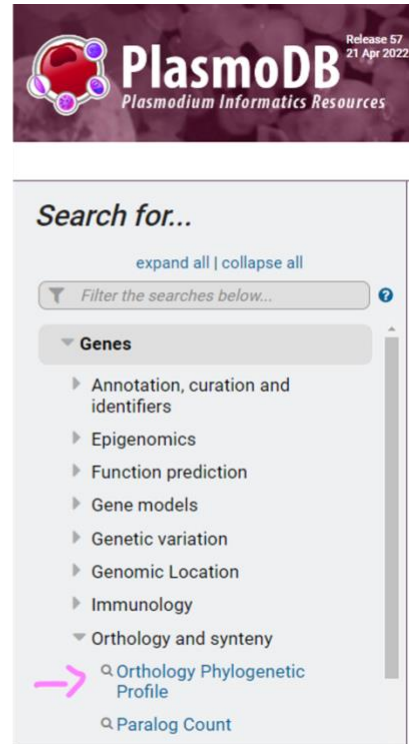 Release 57
21 Apr 2022
PlasmoDB
Plasmodium Informatics Resources
Search for...
expand all | collapse all
Filter the searches below...
Genes
Annotation, curation and
identifiers
Epigenomics
Function prediction
Gene models
Genetic variation
Genomic Location
Immunology
Orthology and synteny
Orthology Phylogenetic
Profile
Paralog Count